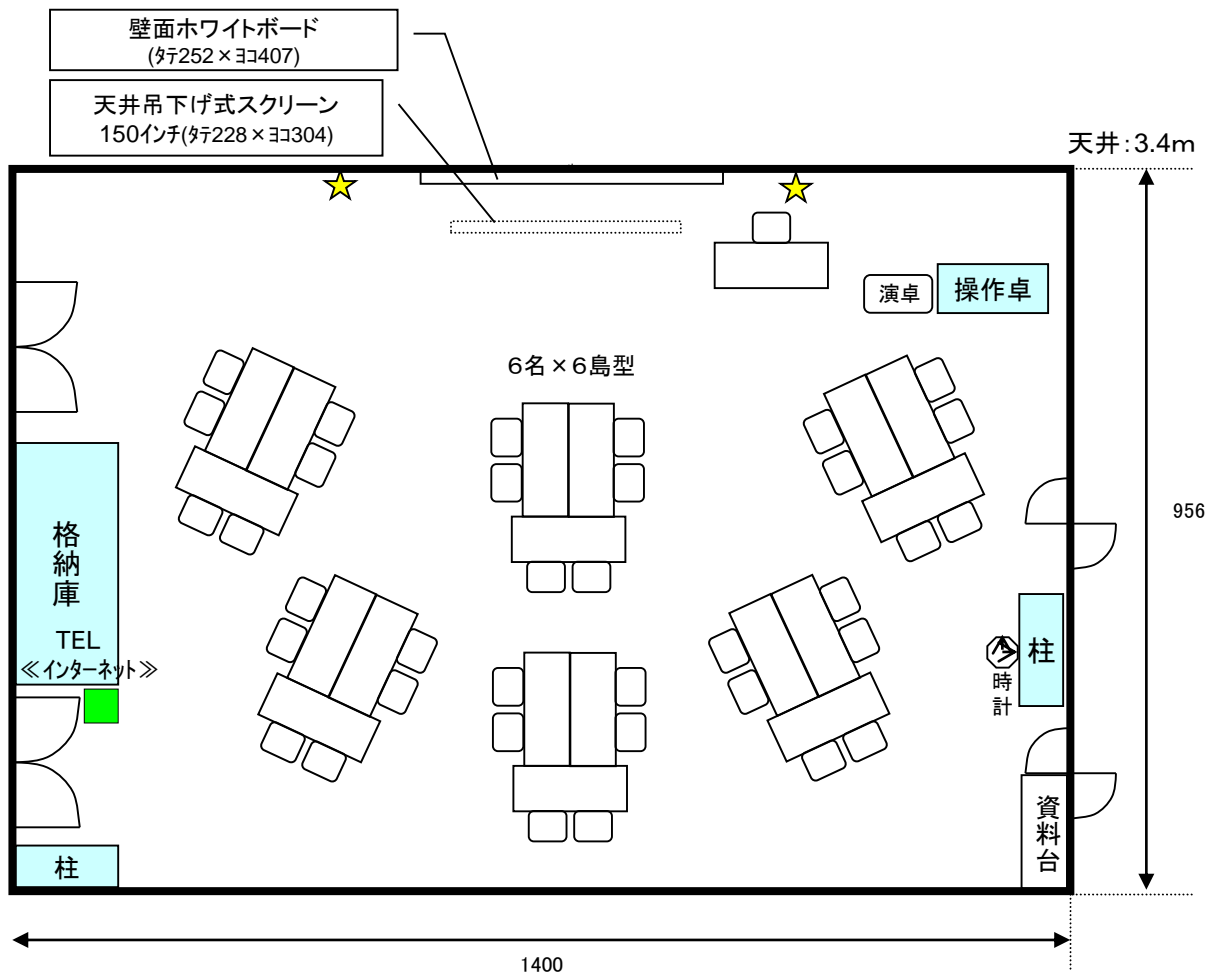 壁面ホワイトボード
(ﾀﾃ252×ﾖｺ407)
天井吊下げ式スクリーン
150ｲﾝﾁ(ﾀﾃ228×ﾖｺ304)
天井：3.4ｍ
演卓
操作卓
６名×６島型
956
格納庫
TEL
≪ｲﾝﾀｰﾈｯﾄ≫
柱
時計
資料台
柱
1400